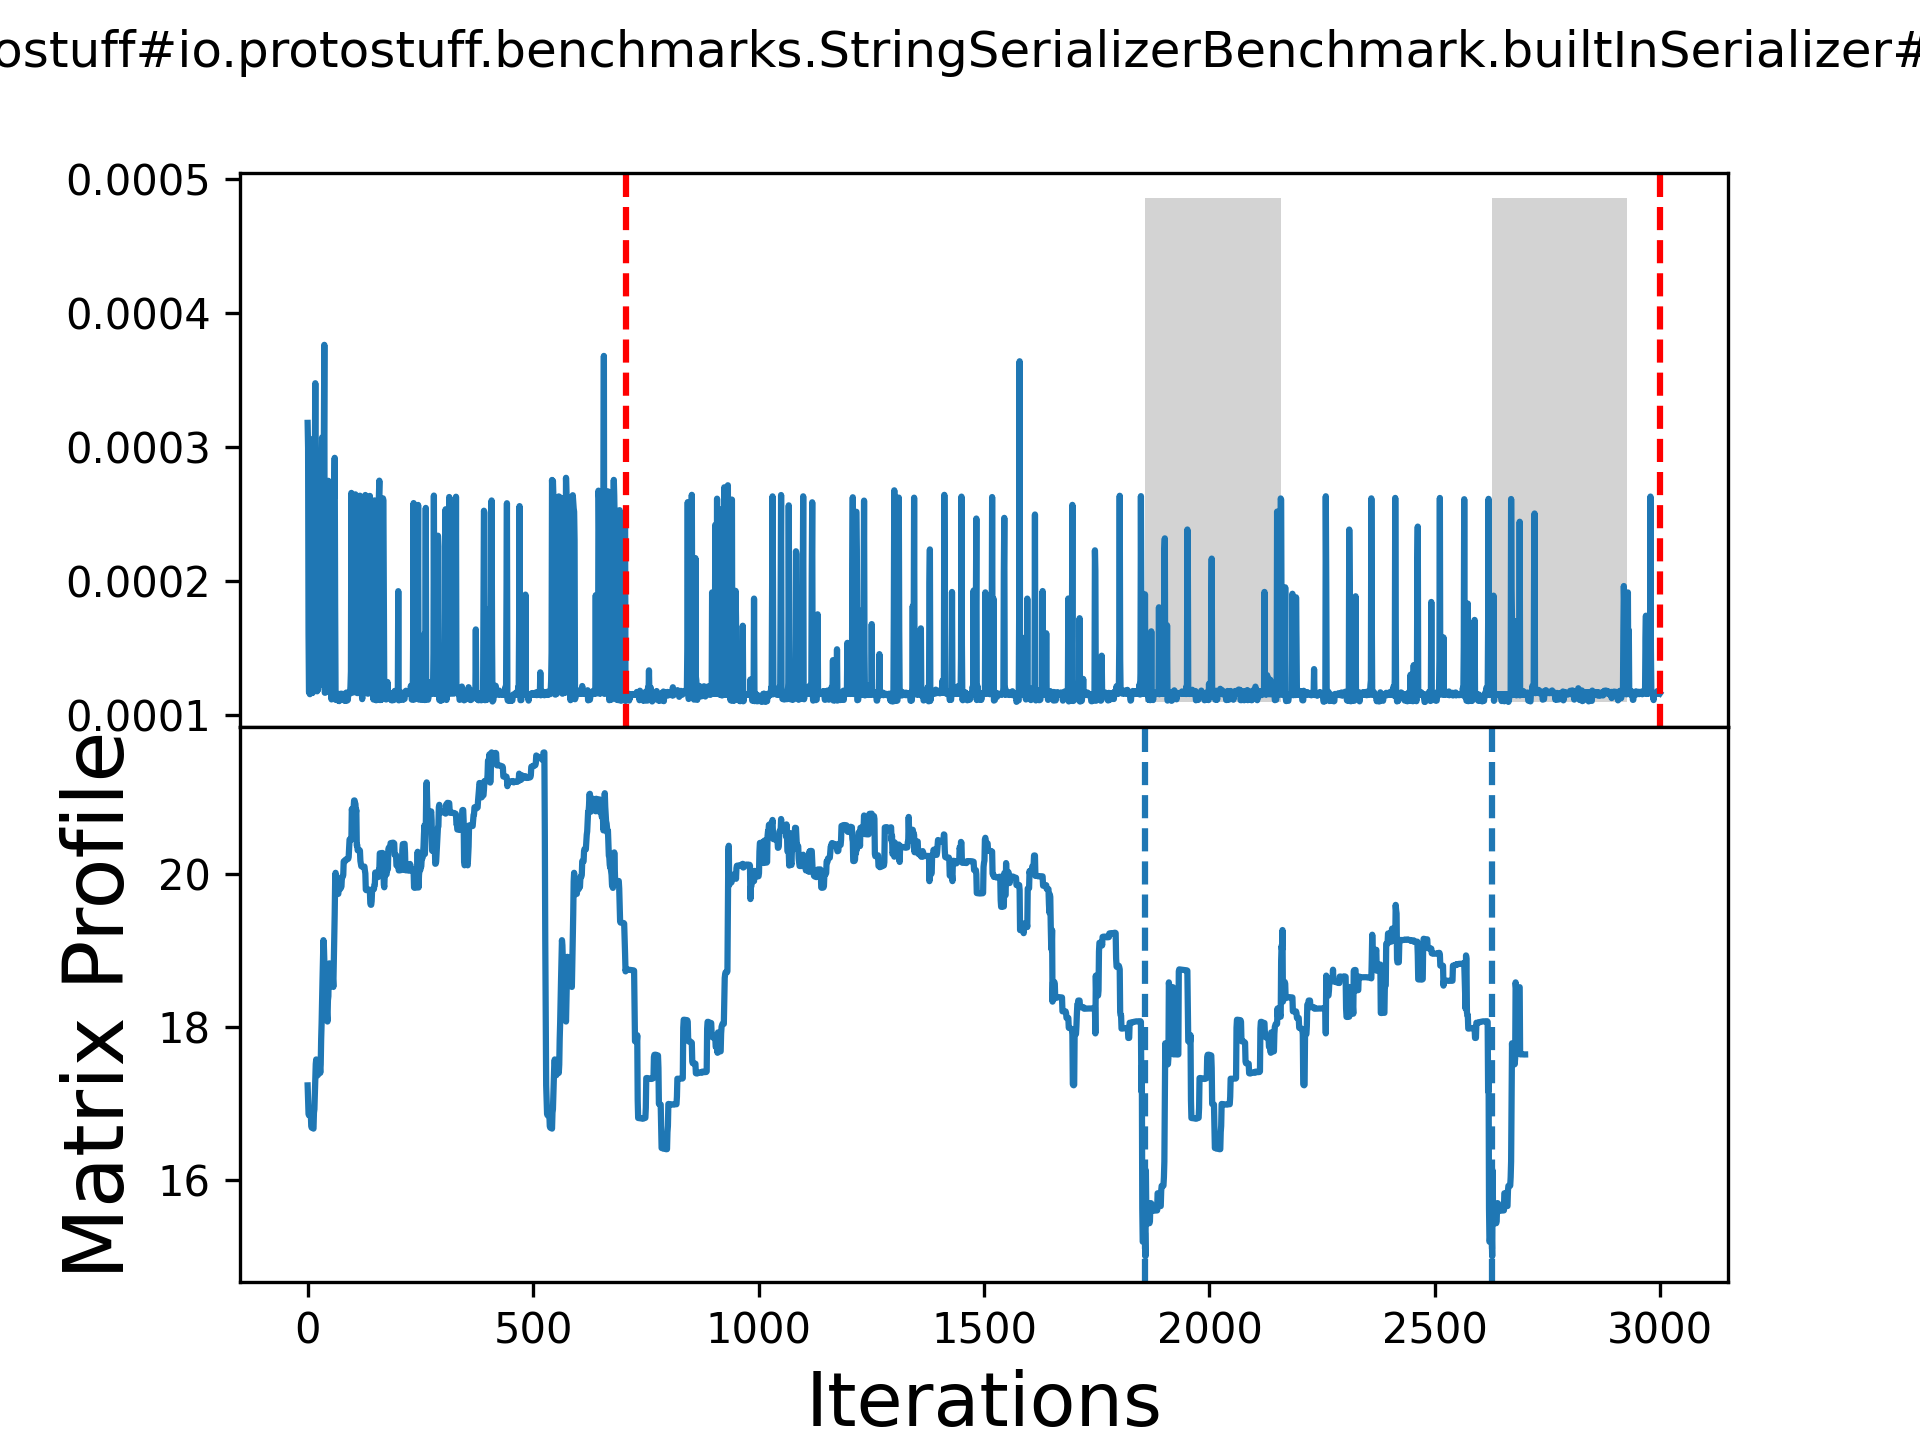 ostuff#io.protostuff.benchmarks.StringSerializerBenchmark.builtInSerializer#
0.0005
0.0004
0.0003
0.0002
0.0001
Matrix Profile
20
18
16
0 500 1000 1500 2000 2500 3000
Iterations